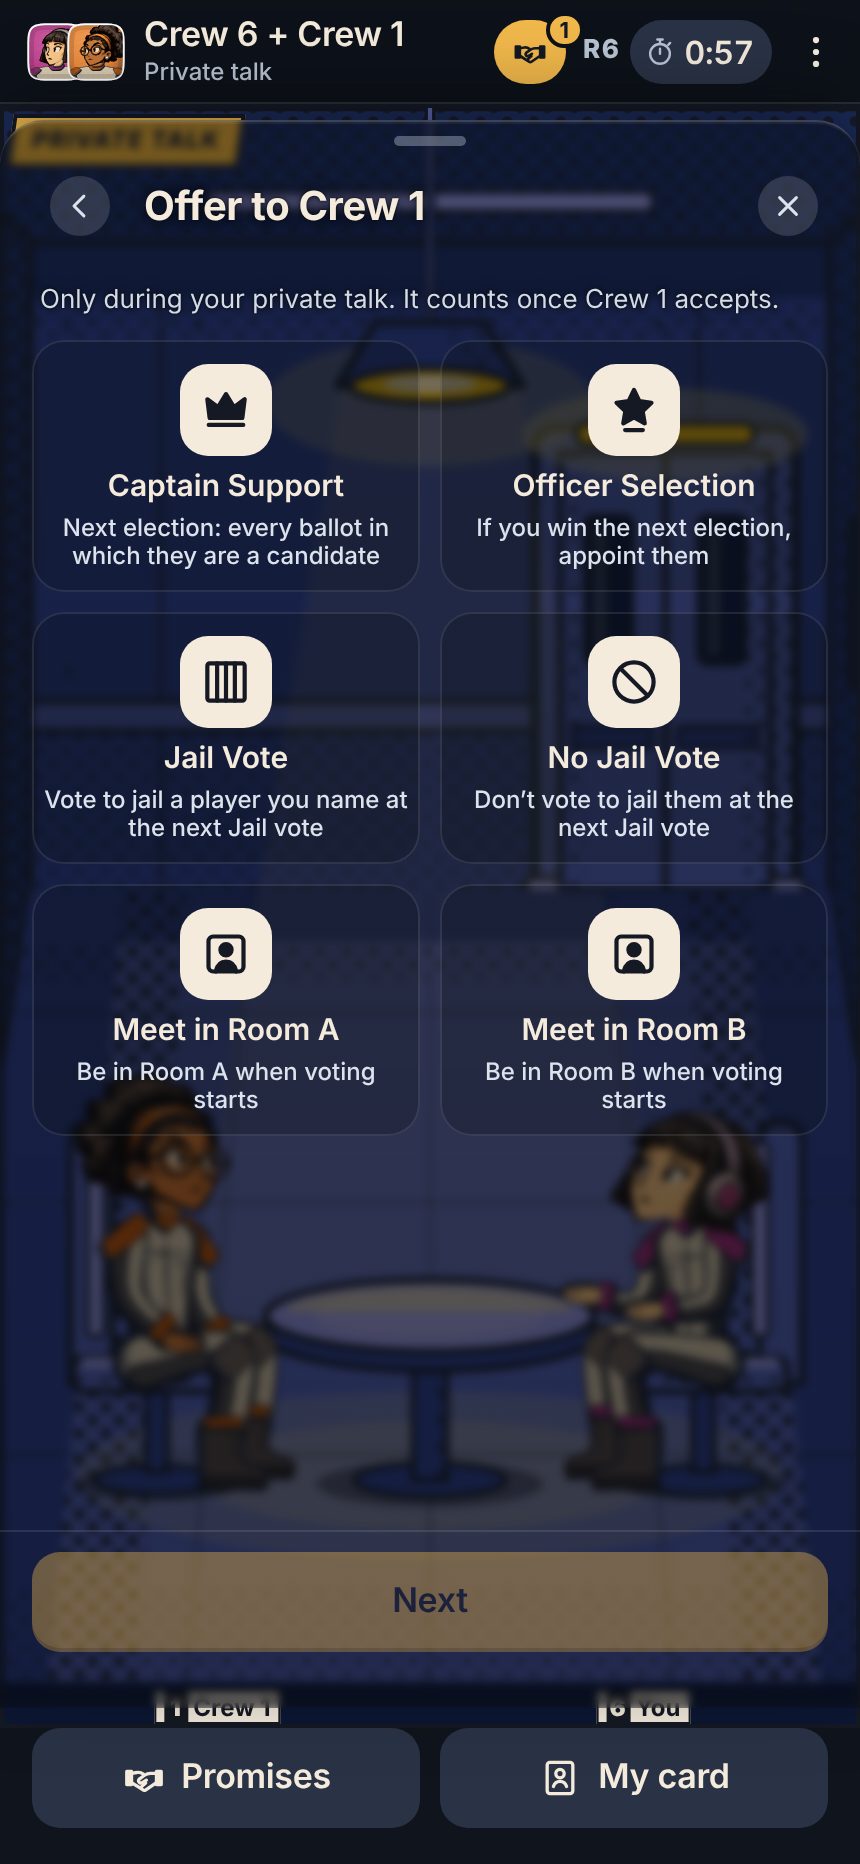 Crew 6 + Crew 1
Private talk
1
R6
0:57
PRIVATE TALK
Offer to Crew 1
Only during your private talk. It counts once Crew 1 accepts.
Captain Support
Next election: every ballot in
which they are a candidate
Officer Selection
If you win the next election,
appoint them
Jail Vote
Vote to jail a player you name at
the next Jail vote
No Jail Vote
Don’t vote to jail them at the
next Jail vote
Meet in Room A
Be in Room A when voting
starts
Meet in Room B
Be in Room B when voting
starts
Next
1 Crew 1
6 You
Promises
My card